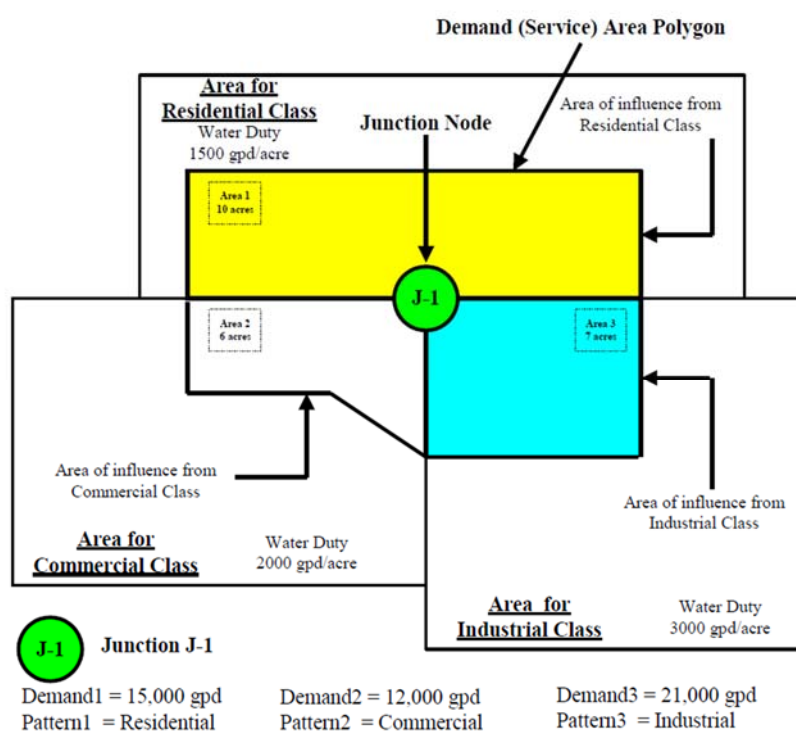 Demand (Service) Area Polygon
Area for
Residential Class
Water Duty
1500 gpd/acre
Junction Node
Area of influence from
Residential Class
Area 1
10 acres
J-1
Area 2
6 acres
Area 3
7 acres
Area of influence from
Commercial Class
Area of influence from
Industrial Class
Area for
Commercial Class
Water Duty
2000 gpd/acre
Area for
Industrial Class
Water Duty
3000 gpd/acre
J-1
Junction J-1
Demand1 = 15,000 gpd
Pattern1 = Residential
Demand2 = 12,000 gpd
Pattern2 = Commercial
Demand3 = 21,000 gpd
Pattern3 = Industrial